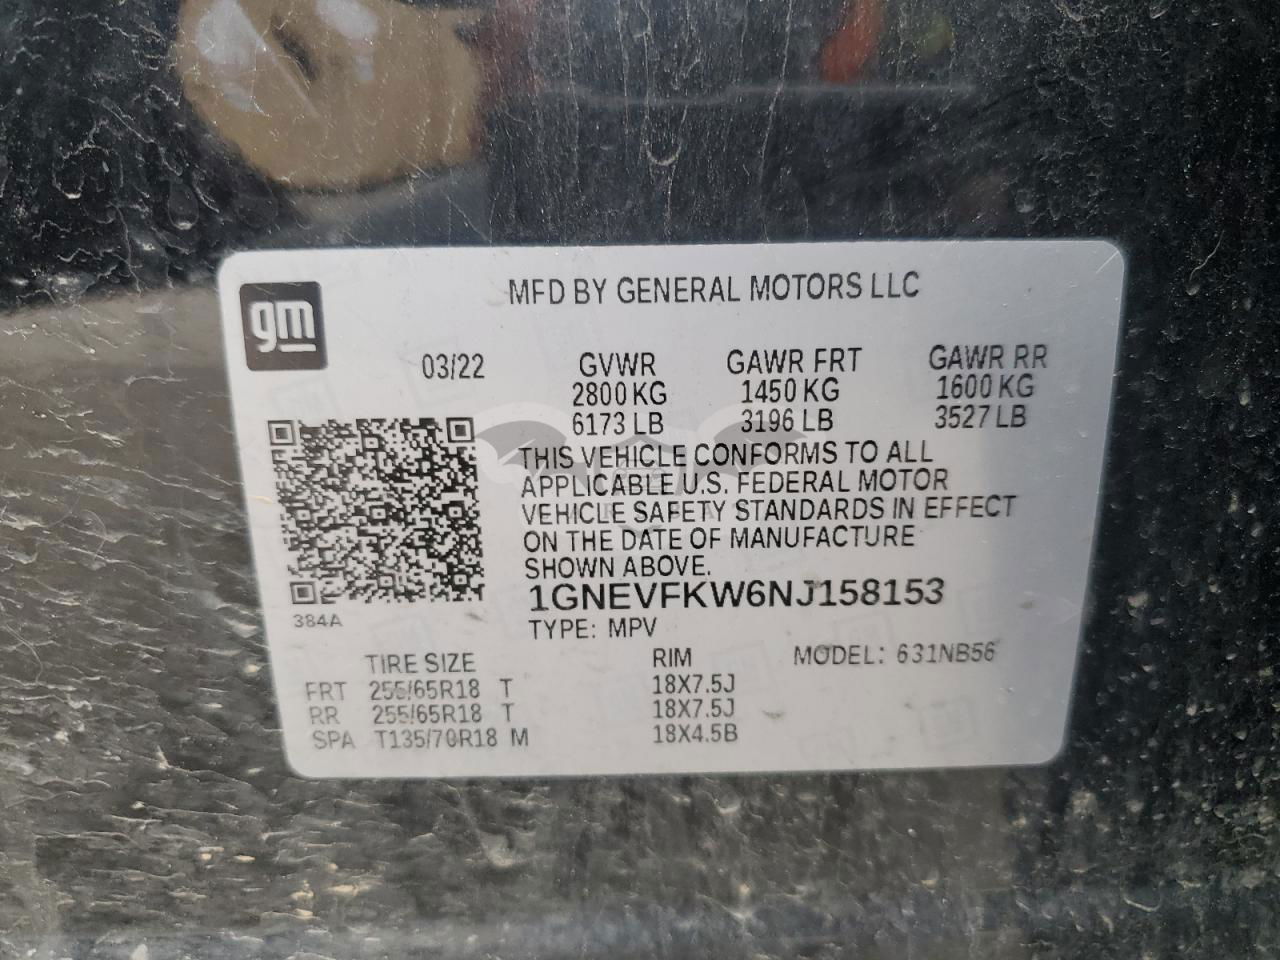 gm
MFD BY GENERAL MOTORS LLC
03/22
GVWR GAWR FRT GAWR RR
2800 KG 1450 KG 1600 KG
6173 LB 3196 LB 3527 LB
THIS VEHICLE CONFORMS TO ALL
APPLICABLE U.S. FEDERAL MOTOR
VEHICLE SAFETY STANDARDS IN EFFECT
ON THE DATE OF MANUFACTURE
SHOWN ABOVE.
1GNEVFKW6NJ158153
384A
TYPE: MPV
TIRE SIZE RIM MODEL: 631NB56
FRT 255/65R18 T 18X7.5J
RR 255/65R18 T 18X7.5J
SPA T135/70R18 M 18X4.5B